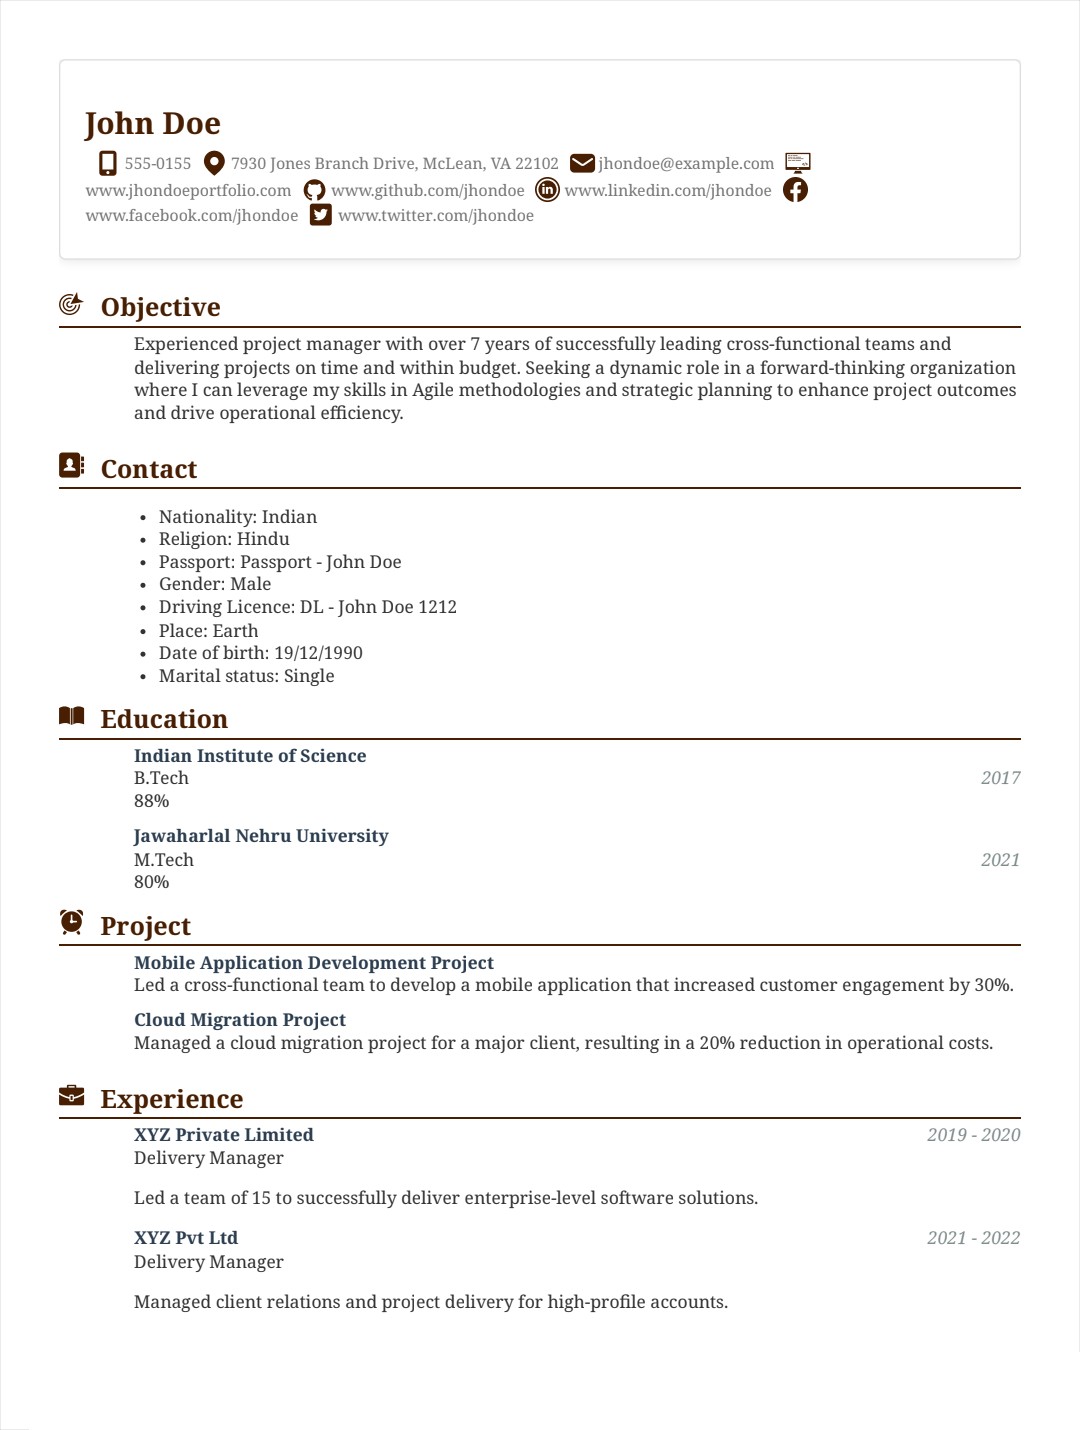 John Doe
555-0155 7930 Jones Branch Drive, McLean, VA 22102 jhondoe@example.com
www.jhondoeportfolio.com www.github.com/jhondoe www.linkedin.com/jhondoe
www.facebook.com/jhondoe www.twitter.com/jhondoe
Objective
Experienced project manager with over 7 years of successfully leading cross-functional teams and
delivering projects on time and within budget. Seeking a dynamic role in a forward-thinking organization
where I can leverage my skills in Agile methodologies and strategic planning to enhance project outcomes
and drive operational efficiency.
Contact
• Nationality: Indian
• Religion: Hindu
• Passport: Passport - John Doe
• Gender: Male
• Driving Licence: DL - John Doe 1212
• Place: Earth
• Date of birth: 19/12/1990
• Marital status: Single
Education
Indian Institute of Science
B.Tech 2017
88%
Jawaharlal Nehru University
M.Tech 2021
80%
Project
Mobile Application Development Project
Led a cross-functional team to develop a mobile application that increased customer engagement by 30%.
Cloud Migration Project
Managed a cloud migration project for a major client, resulting in a 20% reduction in operational costs.
Experience
XYZ Private Limited 2019 - 2020
Delivery Manager
Led a team of 15 to successfully deliver enterprise-level software solutions.
XYZ Pvt Ltd 2021 - 2022
Delivery Manager
Managed client relations and project delivery for high-profile accounts.